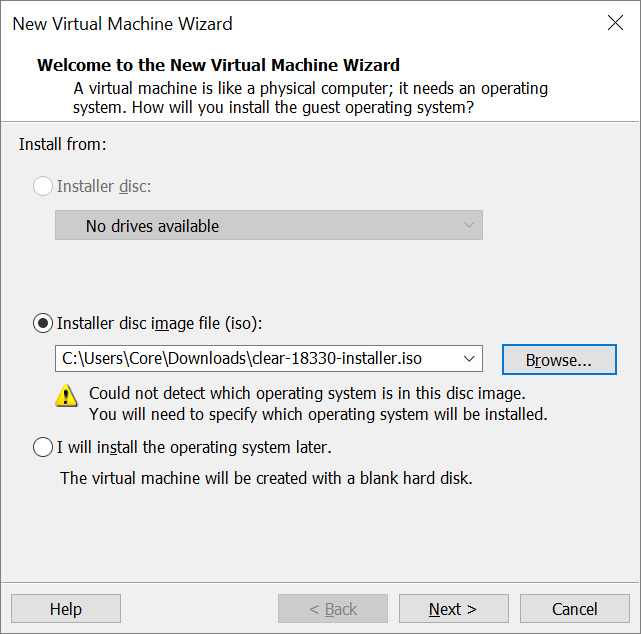 New Virtual Machine Wizard
Welcome to the New Virtual Machine Wizard
A virtual machine is like a physical computer; it needs an operating
system. How will you install the guest operating system?
Install from:
Installer disc:
No drives available
Installer disc image file (iso):
C:\Users\Core\Downloads\clear-18330-installer.iso
Browse...
Could not detect which operating system is in this disc image.
You will need to specify which operating system will be installed.
I will install the operating system later.
The virtual machine will be created with a blank hard disk.
Help
< Back
Next >
Cancel